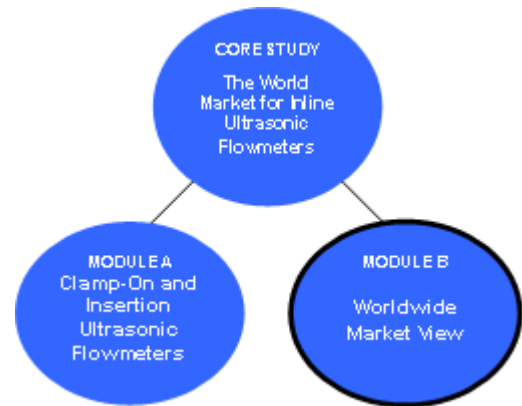 CORE STUDY
The World
Market for Inline
Ultrasonic
Flowmeters
MODULE A
Clamp-On and
Insertion
Ultrasonic
Flowmeters
MODULE B
Worldwide
Market View